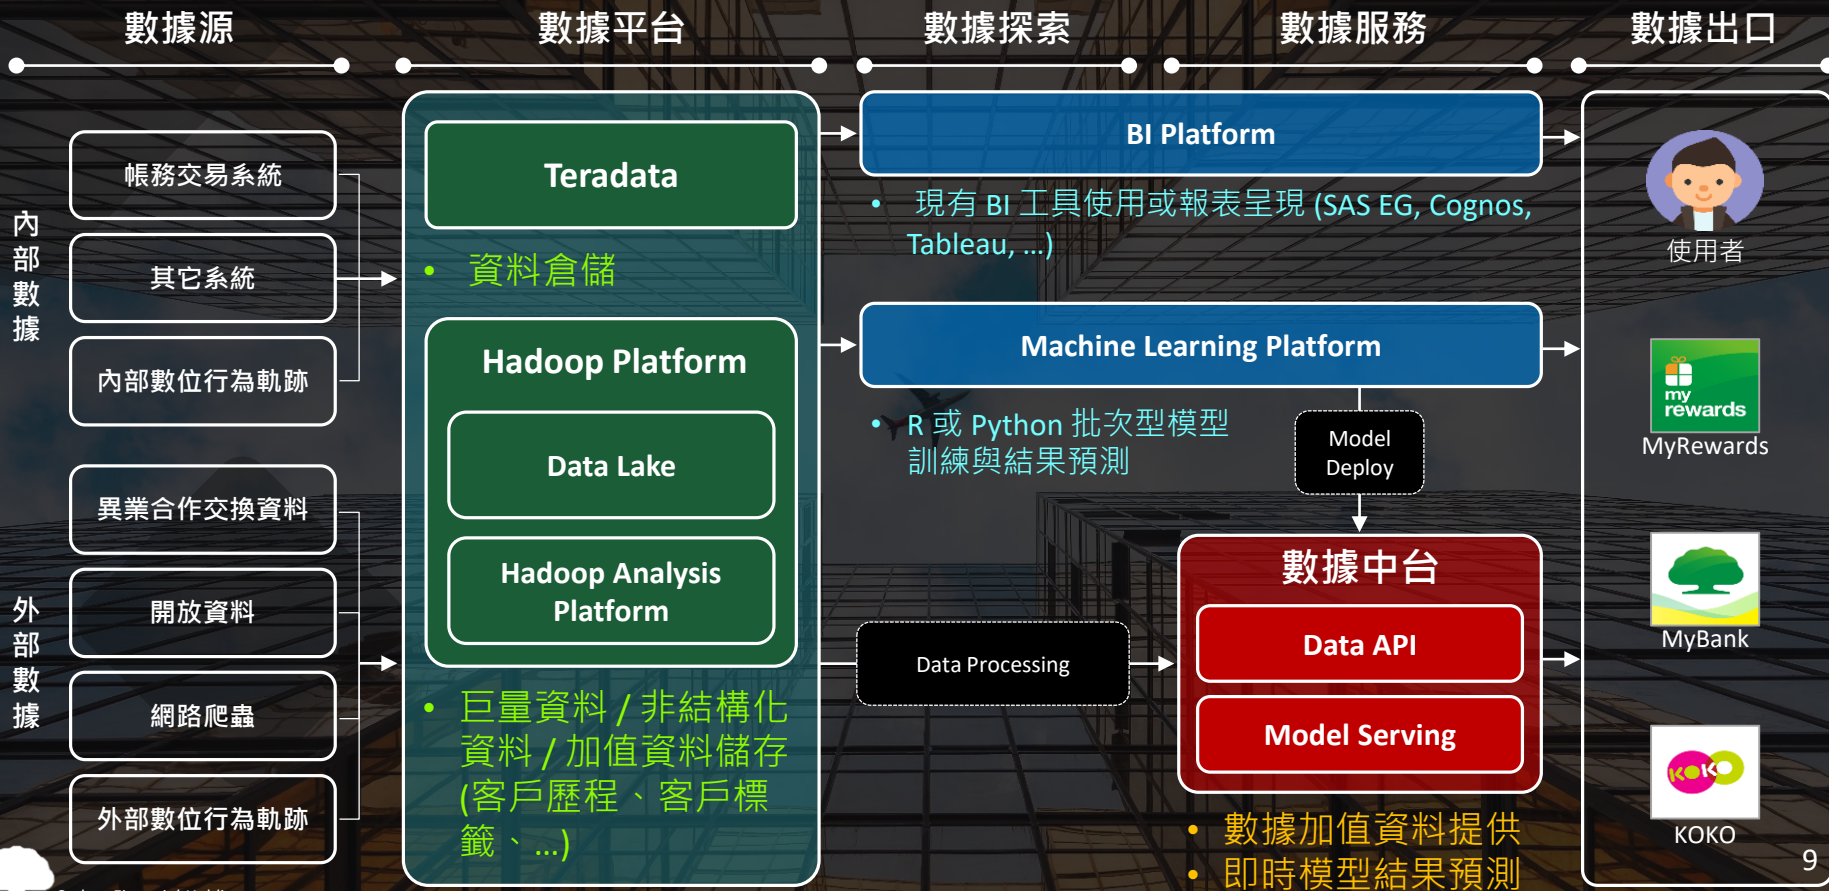 數據源
數據平台
數據探索
數據服務
數據出口
內部數據
帳務交易系統
其它系統
內部數位行為軌跡
外部數據
異業合作交換資料
開放資料
網路爬蟲
外部數位行為軌跡
Teradata
• 資料倉儲
Hadoop Platform
Data Lake
Hadoop Analysis
Platform
• 巨量資料 / 非結構化
資料 / 加值資料儲存
(客戶歷程、客戶標
籤、...)
BI Platform
• 現有 BI 工具使用或報表呈現 (SAS EG, Cognos,
Tableau, ...)
Machine Learning Platform
• R 或 Python 批次型模型
訓練與結果預測
Model
Deploy
Data Processing
數據中台
Data API
Model Serving
• 數據加值資料提供
• 即時模型結果預測
使用者
my
rewards
MyRewards
MyBank
KOKO
KOKO
9